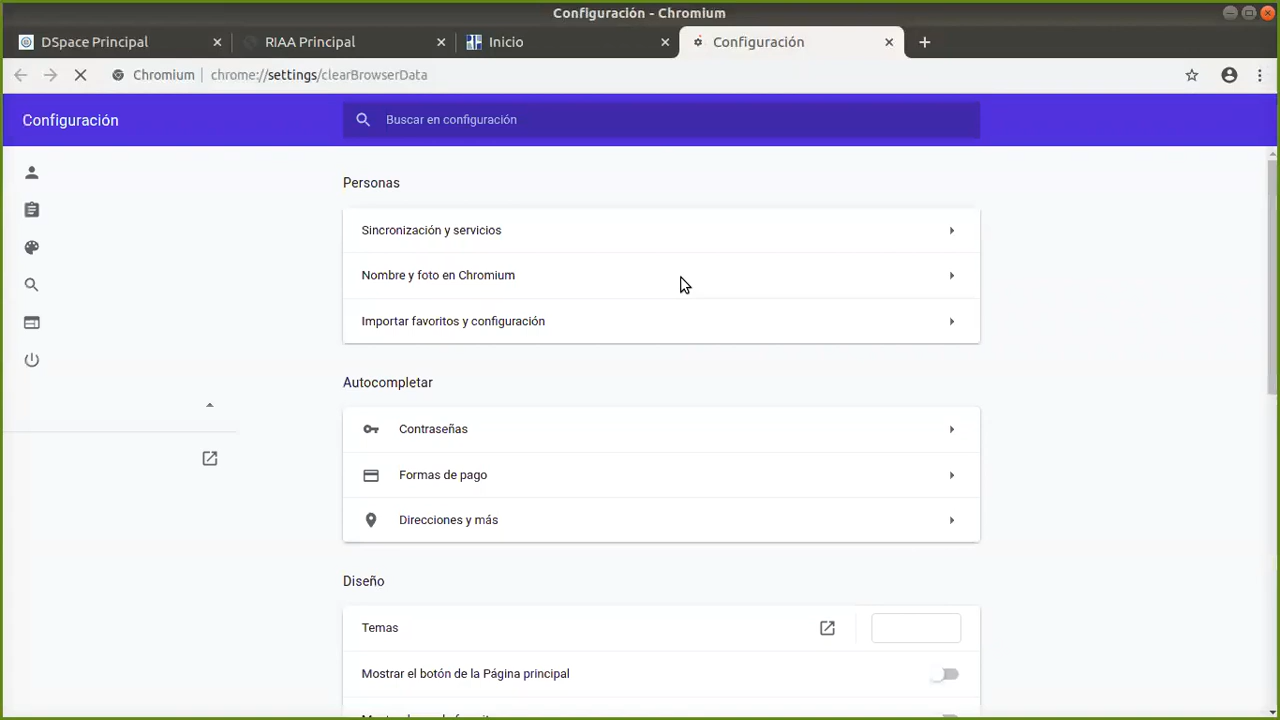 Configuración - Chromium
DSpace Principal
RIAA Principal
Inicio
Configuración
Chromium
chrome://settings/clearBrowserData
Configuración
Buscar en configuración
Personas
Sincronización y servicios
Nombre y foto en Chromium
Importar favoritos y configuración
Autocompletar
Contraseñas
Formas de pago
Direcciones y más
Diseño
Temas
Mostrar el botón de la Página principal